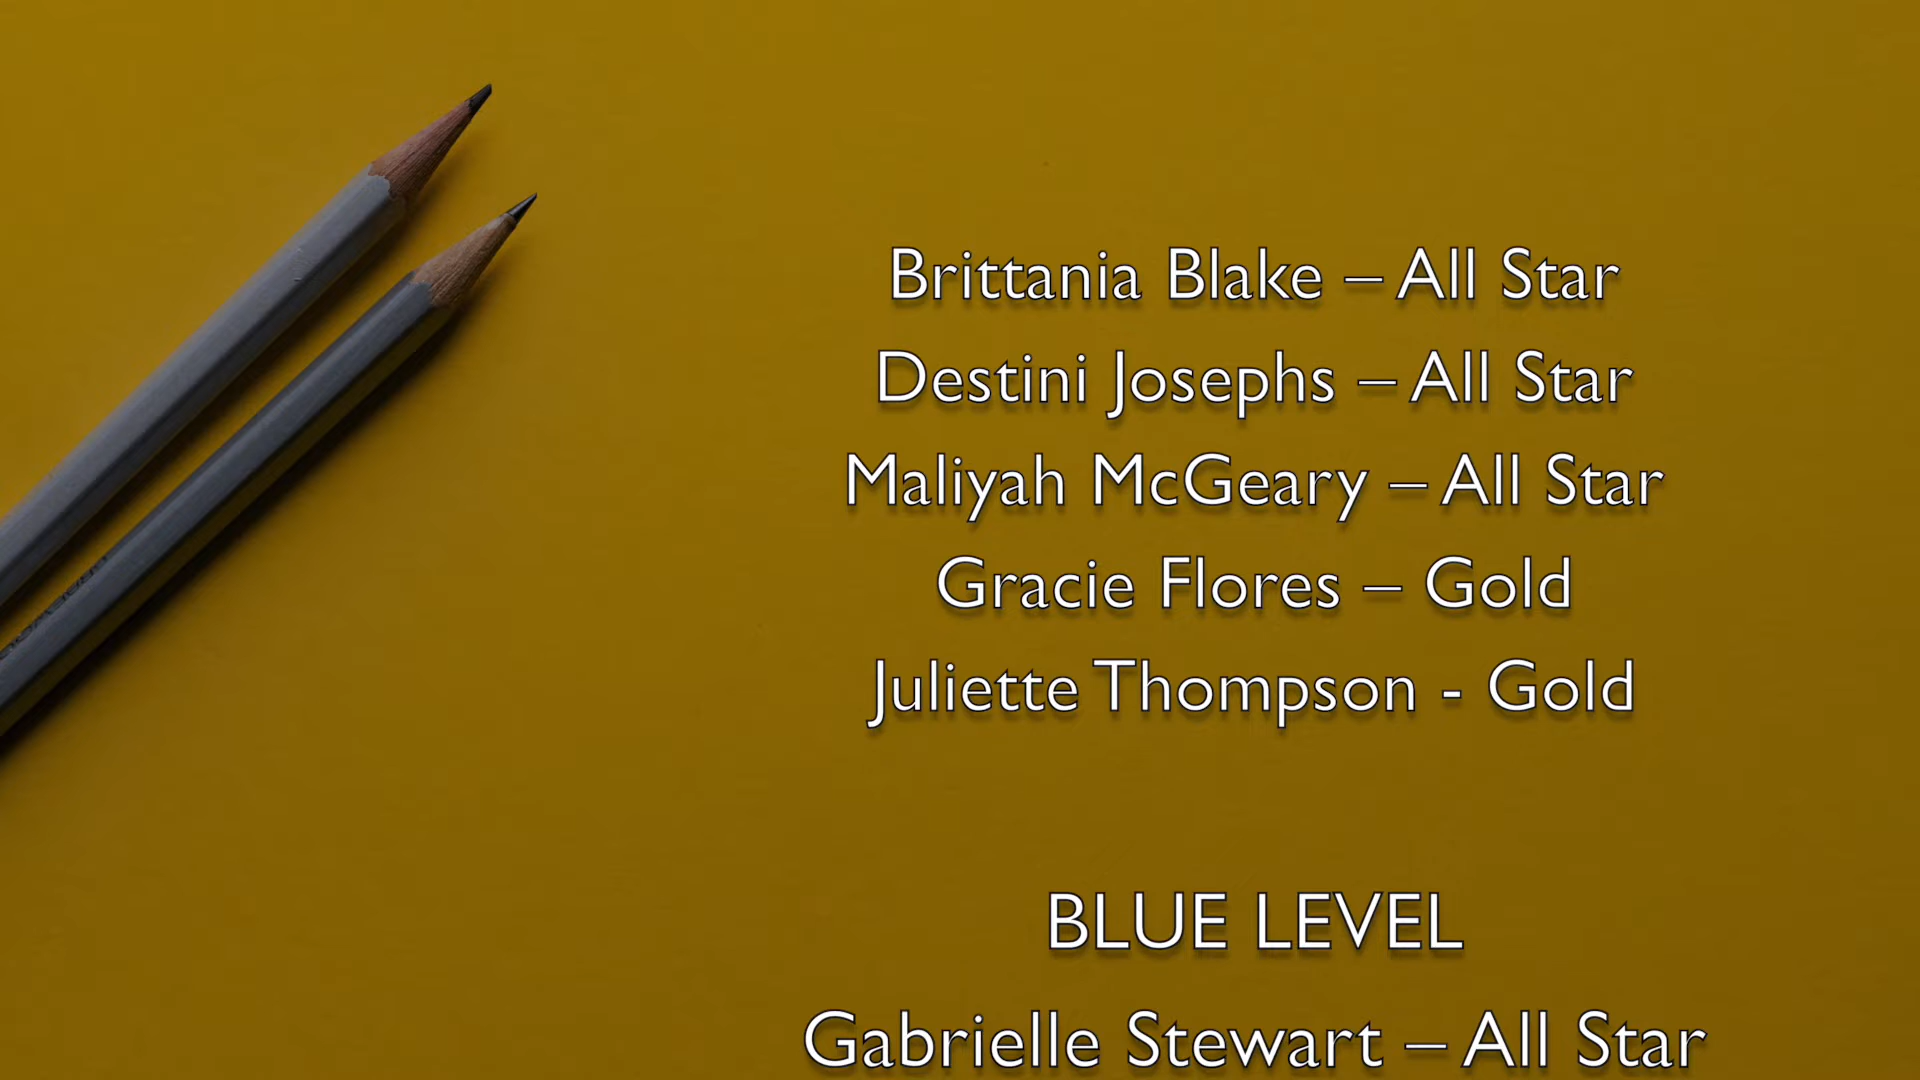 Brittania Blake – All Star
Destini Josephs – All Star
Maliyah McGeary – All Star
Gracie Flores – Gold
Juliette Thompson - Gold
BLUE LEVEL
Gabrielle Stewart – All Star